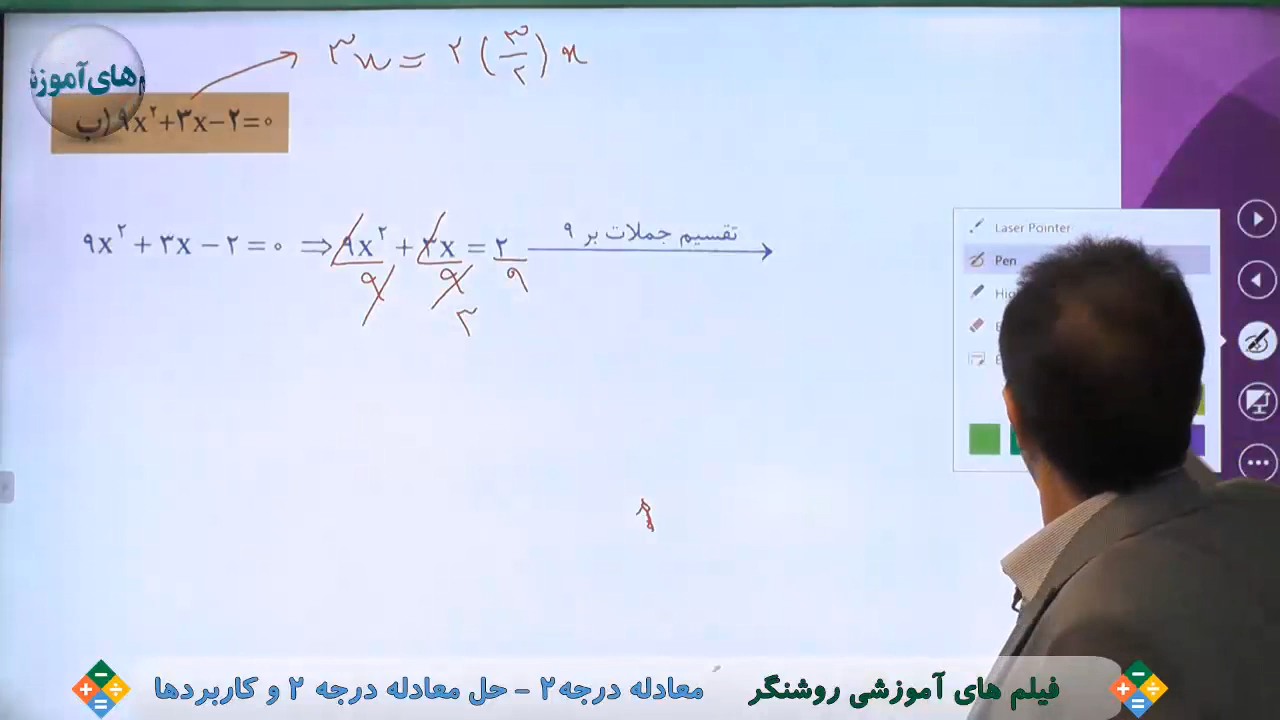 ۳x = ۲ (۳/۲) x
های آموزش
ب) ۹x²+۳x−۲=۰
۹x² + ۳x − ۲ = ۰ ⇒ ۹x²/۹ + ۳x/۹ = ۲/۹ تقسیم جملات بر ۹
۳
Laser Pointer
Pen
فیلم های آموزشی روشنگر
معادله درجه۲ - حل معادله درجه ۲ و کاربردها